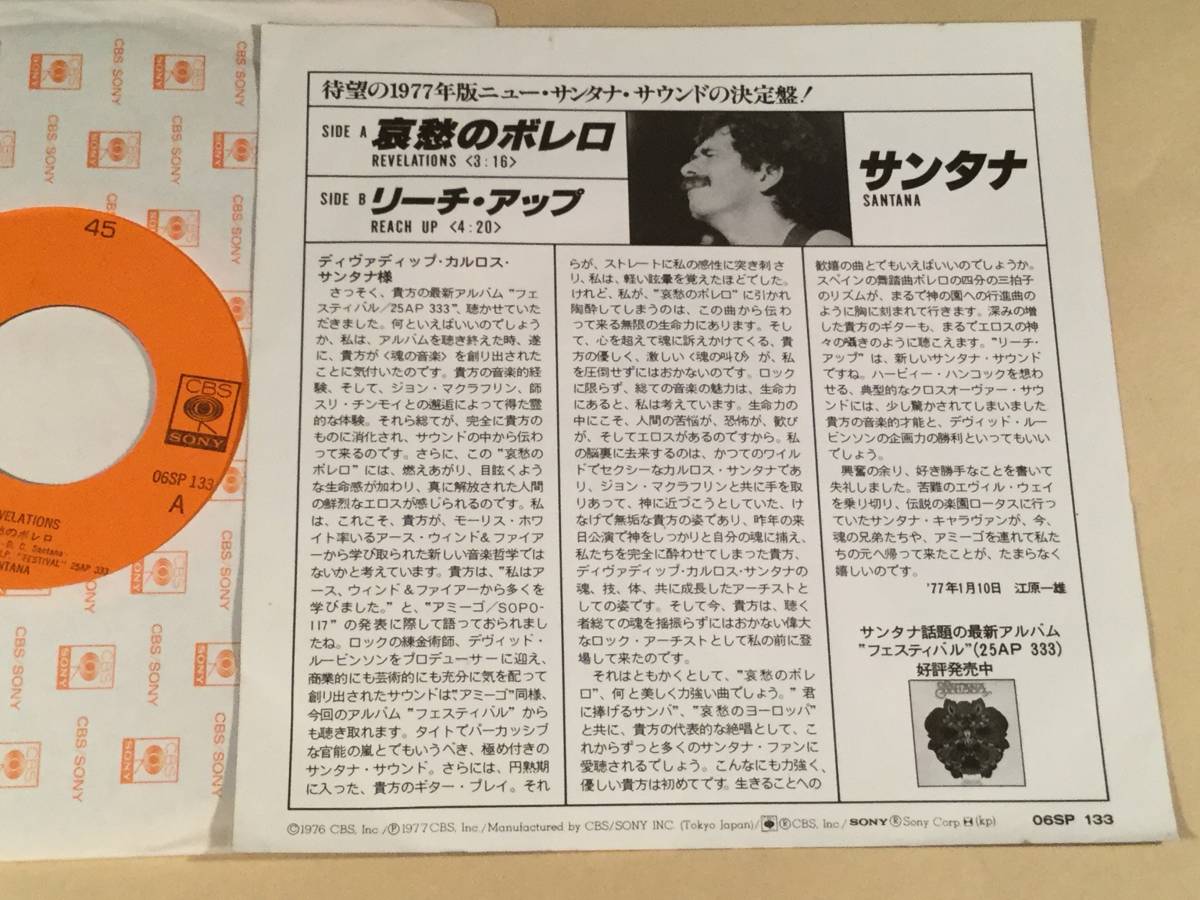 待望の1977年版ニュー・サンタナ・サウンドの決定盤!
SIDE A 哀愁のボレロ
REVELATIONS <3:16>
SIDE B リーチ・アップ
REACH UP <4:20>
サンタナ
SANTANA
ディヴァディップ・カルロス・
サンタナ様
さっそく、貴方の最新アルバム“フェ
スティバル/25AP 333”、聴かせていた
だきました。何といえばいいのでしょう
か、私は、アルバムを聴き終えた時、遂
に、貴方が〈魂の音楽〉を創り出された
ことに気付いたのです。貴方の音楽的経
験、そして、ジョン・マクラフリン、師
スリ・チンモイとの邂逅によって得た霊
的な体験。それら総てが、完全に貴方の
ものに消化され、サウンドの中から伝わ
って来るのです。さらに、この“哀愁の
ボレロ”には、燃えあがり、目眩くよう
な生命感が加わり、真に解放された人間
の鮮烈なエロスが感じられるのです。私
は、これこそ、貴方が、モーリス・ホワ
イト率いるアース・ウィンド&ファイア
ーから学び取られた新しい音楽哲学では
ないかと考えています。貴方は、“私はア
ース、ウィンド&ファイアーから多くを
学びました。”と、“アミーゴ/SOPO-
117”の発表に際して語っておられました
ね。ロックの練金術師、デヴィッド・
ルービンソンをプロデューサーに迎え、
商業的にも芸術的にも充分に気を配って
創り出されたサウンドは“アミーゴ”同様、
今回のアルバム“フェスティバル”から
も聴き取れます。タイトでパーカッシブ
な官能の嵐とでもいうべき、極め付きの
サンタナ・サウンド。さらには、円熟期
に入った、貴方のギター・プレイ。それ
らが、ストレートに私の感性に突き刺さ
り、私は、軽い眩暈を覚えたほどでした。
けれど、私が、“哀愁のボレロ”に引かれ
陶酔してしまうのは、この曲から伝わ
って来る無限の生命力にあります。そし
て、心を超えて魂に訴えかけてくる、貴
方の優しく、激しい〈魂の叫び〉が、私
を圧倒せずにはおかないのです。ロック
に限らず、総ての音楽の魅力は、生命力
にあると、私は考えています。生命力の
中にこそ、人間の苦悩が、恐怖が、歓び
が、そしてエロスがあるのですから。私
の脳裏に去来するのは、かつてのワイル
ドでセクシーなカルロス・サンタナであ
り、ジョン・マクラフリンと共に手を取
りあって、神に近づこうとしていた、け
なげで無垢な貴方の姿であり、昨年の来
日公演で神をしっかりと自分の魂に捕え、
私たちを完全に酔わせてしまった貴方、
ディヴァディップ・カルロス・サンタナの
魂、技、体、共に成長したアーチストと
しての姿です。そして今、貴方は、聴く
者総ての魂を揺振らずにはおかない偉大
なロック・アーチストとして私の前に登
場して来たのです。
それはともかくとして、“哀愁のボレ
ロ”、何と美しく力強い曲でしょう。“君
に捧げるサンバ”、“哀愁のヨーロッパ”
と共に、貴方の代表的な絶唱として、こ
れからずっと多くのサンタナ・ファンに
愛聴されるでしょう。こんなにも力強く、
優しい貴方は初めてです。生きることへの
歓嬉の曲とでもいえばいいのでしょうか。
スペインの舞踏曲ボレロの四分の三拍子
のリズムが、まるで神の園への行進曲の
ように胸に刻まれて行きます。深みの増
した貴方のギターも、まるでエロスの神
々の囁きのように聴こえます。“リーチ・
アップ”は、新しいサンタナ・サウンド
ですね。ハービィー・ハンコックを想わ
せる、典型的なクロスオーヴァー・サウ
ンドには、少し驚かされてしまいました
貴方の音楽的才能と、デヴィッド・ルー
ビンソンの企画力の勝利といってもいい
でしょう。
興奮の余り、好き勝手なことを書いて
失礼しました。苦難のエヴィル・ウェイ
を乗り切り、伝説の楽園ロータスに行っ
ていたサンタナ・キャラヴァンが、今、
魂の兄弟たちや、アミーゴを連れて私た
ちの元へ帰って来たことが、たまらなく
嬉しいのです。
'77年1月10日 江原一雄
サンタナ話題の最新アルバム
“フェスティバル”(25AP 333)
好評発売中
Santana
©1976 CBS, Inc./Ⓟ1977 CBS, Inc./Manufactured by CBS/SONY INC. (Tokyo Japan)/ ®CBS, Inc./SONY ®Sony Corp. (kp) 06SP 133
45
CBS
SONY
06SP 133
A
VELATIONS
のボレロ
D. C. Santana
LP. “FESTIVAL” 25AP 333
NTANA
CBS SONY